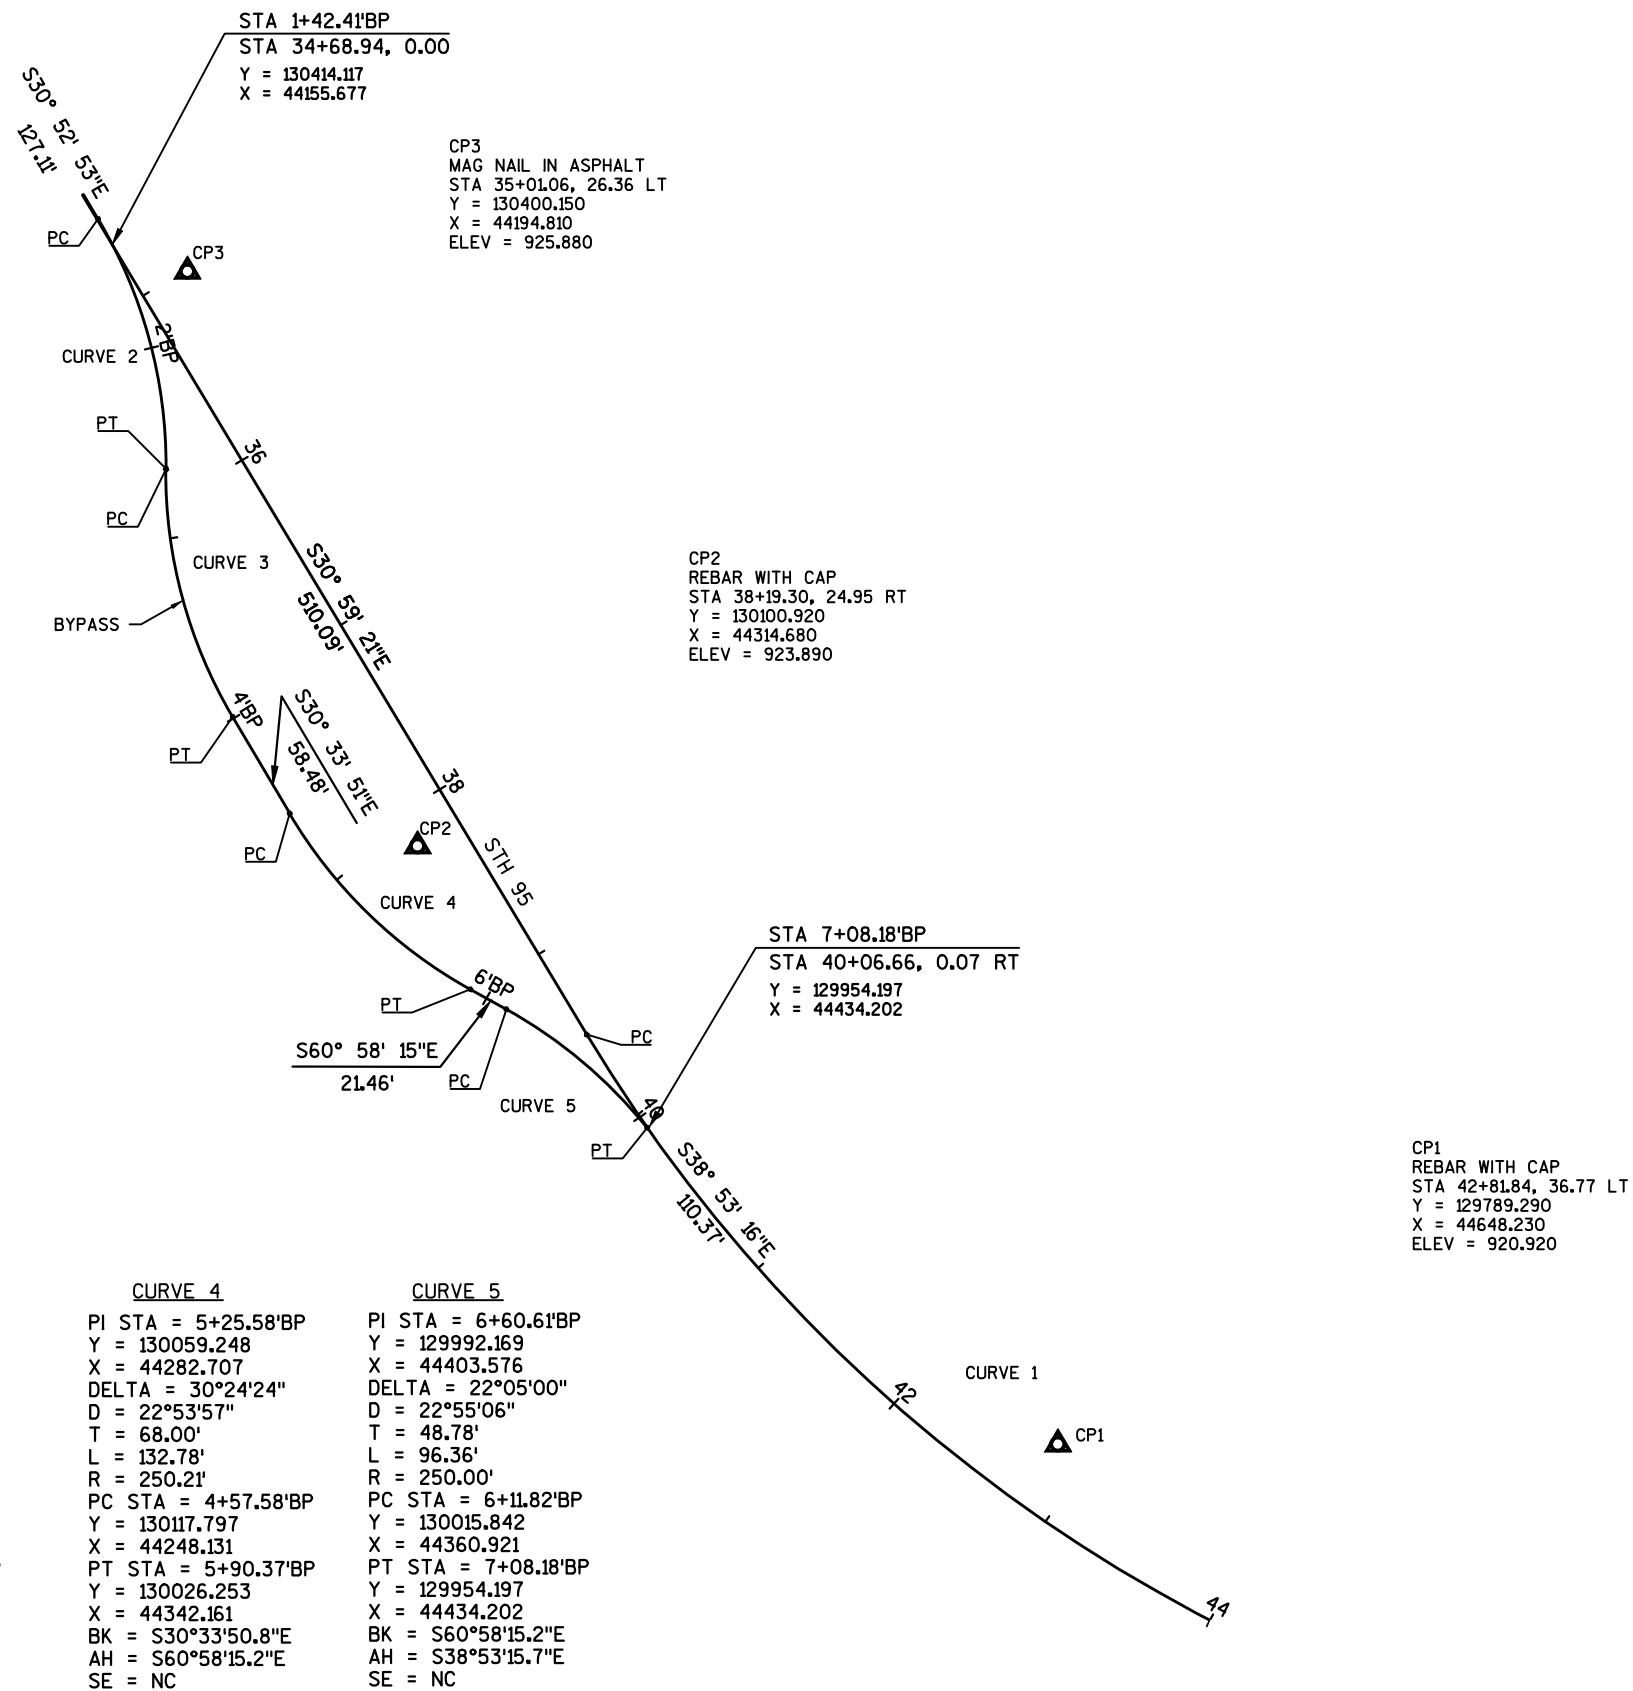 STA 1+42.41'BP
STA 34+68.94, 0.00
Y = 130414.117
X = 44155.677
S30° 52' 53"E
127.11'
CP3
MAG NAIL IN ASPHALT
STA 35+01.06, 26.36 LT
Y = 130400.150
X = 44194.810
ELEV = 925.880
PC
CP3
2'BP
CURVE 2
PT
36
PC
CURVE 3
S30° 59' 21"E
510.09'
CP2
REBAR WITH CAP
STA 38+19.30, 24.95 RT
Y = 130100.920
X = 44314.680
ELEV = 923.890
BYPASS
4'BP
S30° 33' 51"E
58.48'
PT
38
CP2
PC
STH 95
CURVE 4
STA 7+08.18'BP
STA 40+06.66, 0.07 RT
Y = 129954.197
X = 44434.202
6'BP
PT
PC
S60° 58' 15"E
21.46'
PC
CURVE 5
40
PT
S38° 53' 16"E
110.37'
CP1
REBAR WITH CAP
STA 42+81.84, 36.77 LT
Y = 129789.290
X = 44648.230
ELEV = 920.920
CURVE 1
42
CP1
44
CURVE 4
PI STA = 5+25.58'BP
Y = 130059.248
X = 44282.707
DELTA = 30°24'24"
D = 22°53'57"
T = 68.00'
L = 132.78'
R = 250.21'
PC STA = 4+57.58'BP
Y = 130117.797
X = 44248.131
PT STA = 5+90.37'BP
Y = 130026.253
X = 44342.161
BK = S30°33'50.8"E
AH = S60°58'15.2"E
SE = NC
CURVE 5
PI STA = 6+60.61'BP
Y = 129992.169
X = 44403.576
DELTA = 22°05'00"
D = 22°55'06"
T = 48.78'
L = 96.36'
R = 250.00'
PC STA = 6+11.82'BP
Y = 130015.842
X = 44360.921
PT STA = 7+08.18'BP
Y = 129954.197
X = 44434.202
BK = S60°58'15.2"E
AH = S38°53'15.7"E
SE = NC